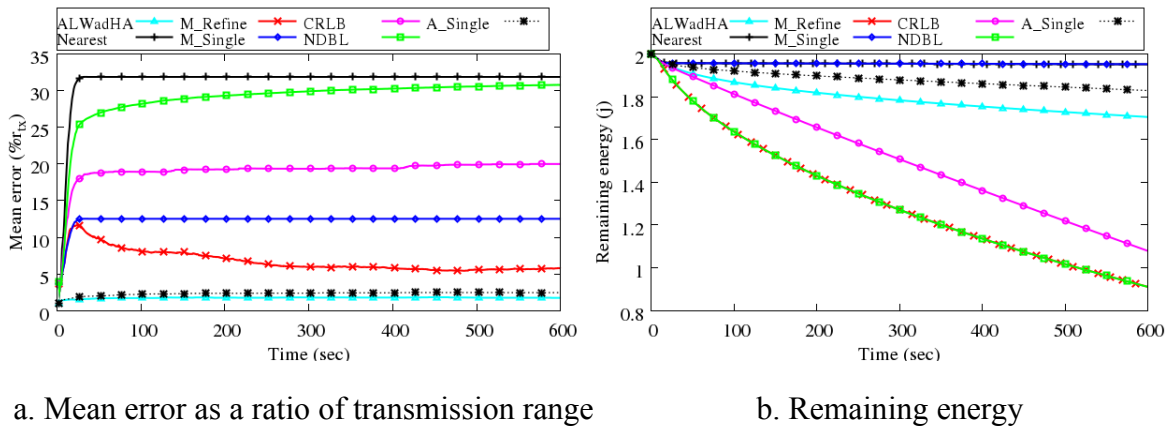 ALWadHA M_Refine CRLB A_Single
Nearest M_Single NDBL
35
30
25
20
15
10
5
0
Mean error (%r_tx)
0 100 200 300 400 500 600
Time (sec)
ALWadHA M_Refine CRLB A_Single
Nearest M_Single NDBL
2
1.8
1.6
1.4
1.2
1
0.8
Remaining energy (j)
0 100 200 300 400 500 600
Time (sec)
a. Mean error as a ratio of transmission range
b. Remaining energy